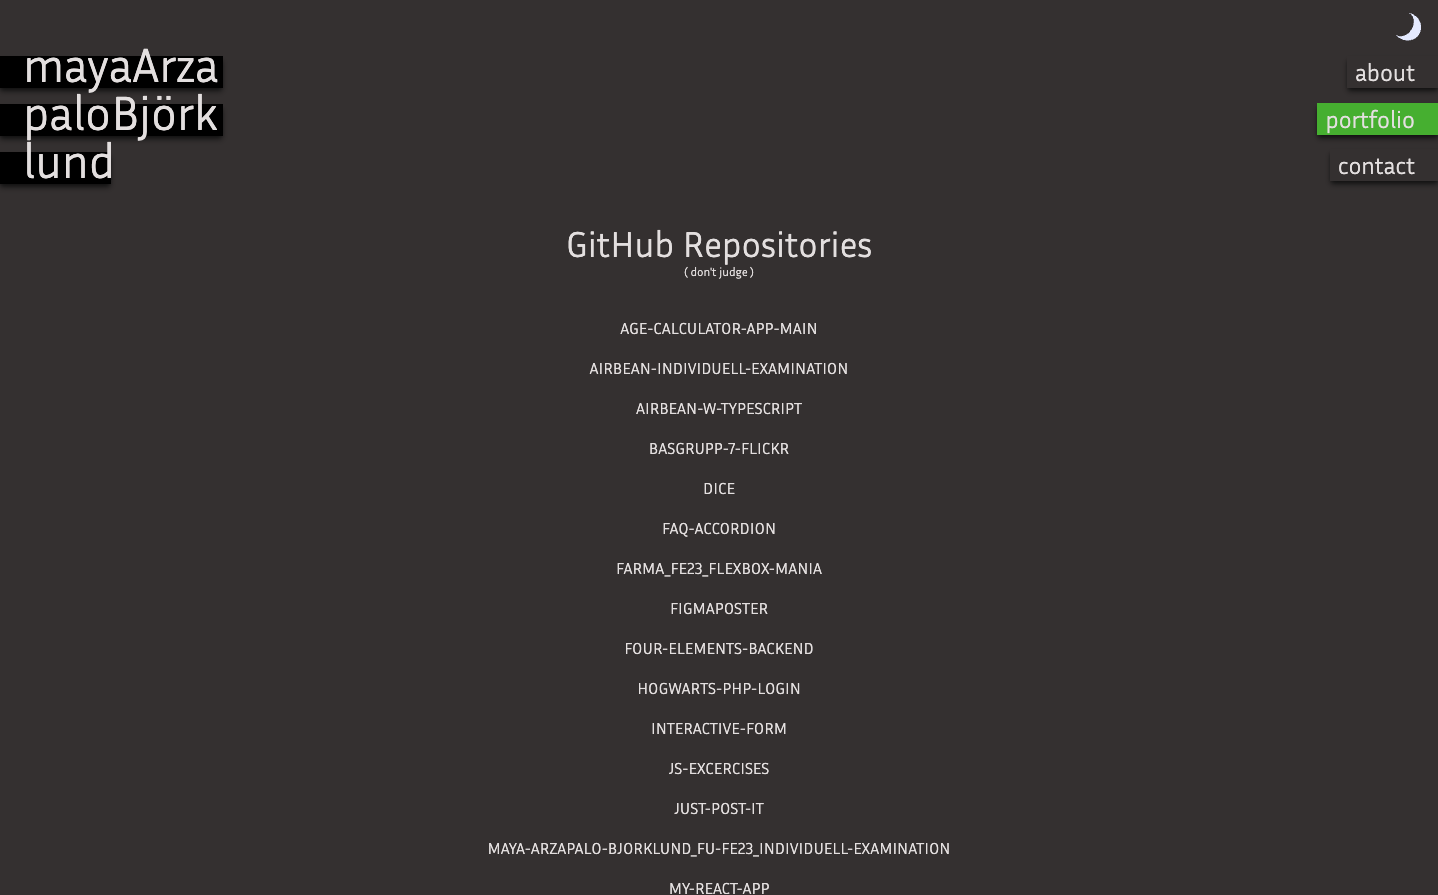 mayaArza
paloBjörk
lund
about
portfolio
contact
GitHub Repositories
( don't judge )
AGE-CALCULATOR-APP-MAIN
AIRBEAN-INDIVIDUELL-EXAMINATION
AIRBEAN-W-TYPESCRIPT
BASGRUPP-7-FLICKR
DICE
FAQ-ACCORDION
FARMA_FE23_FLEXBOX-MANIA
FIGMAPOSTER
FOUR-ELEMENTS-BACKEND
HOGWARTS-PHP-LOGIN
INTERACTIVE-FORM
JS-EXCERCISES
JUST-POST-IT
MAYA-ARZAPALO-BJORKLUND_FU-FE23_INDIVIDUELL-EXAMINATION
MY-REACT-APP